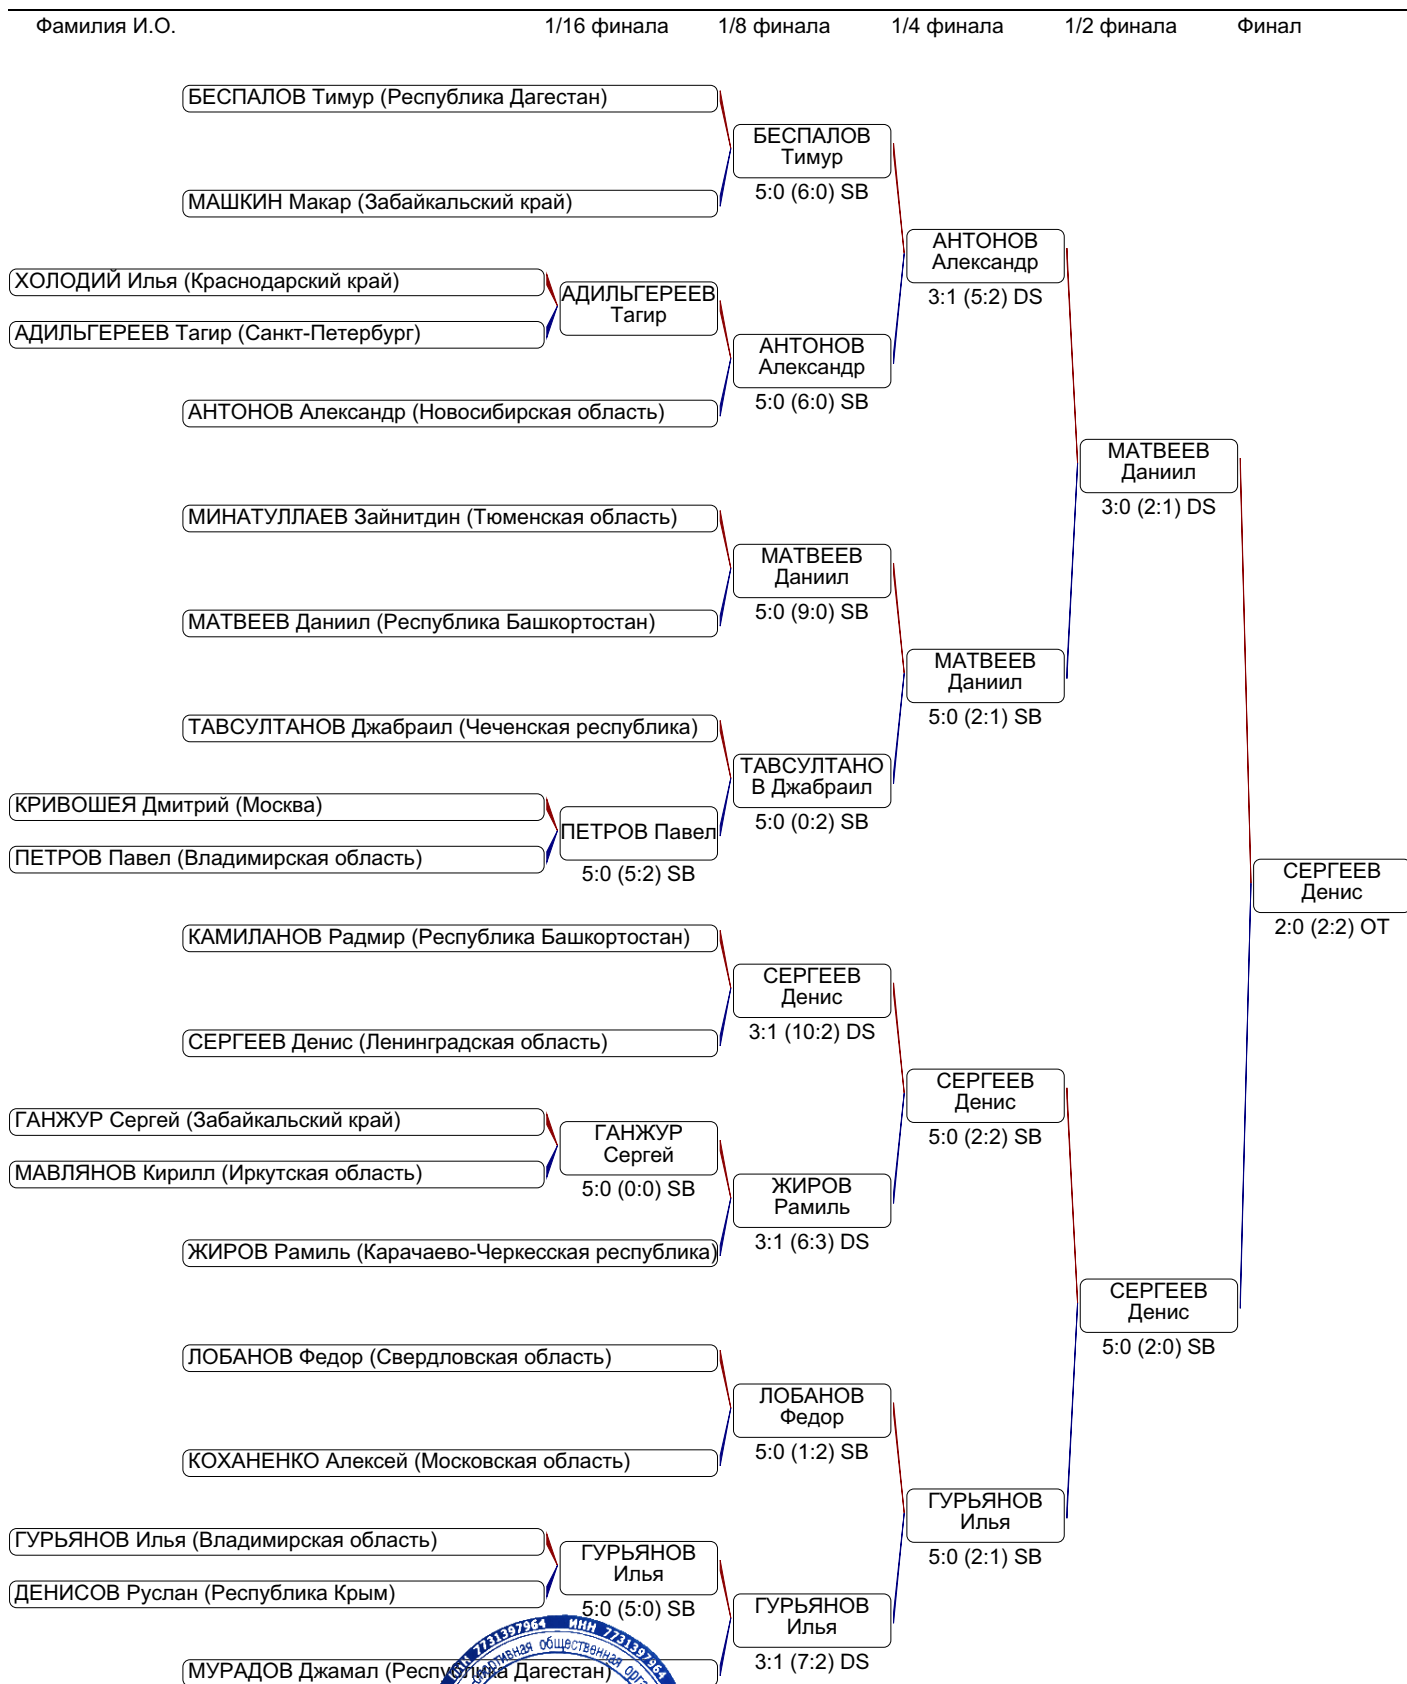 Фамилия И.О. 1/16 финала 1/8 финала 1/4 финала 1/2 финала Финал
БЕСПАЛОВ Тимур (Республика Дагестан)
БЕСПАЛОВ
Тимур
5:0 (6:0) SB
МАШКИН Макар (Забайкальский край)
АНТОНОВ
Александр
3:1 (5:2) DS
ХОЛОДИЙ Илья (Краснодарский край)
АДИЛЬГЕРЕЕВ
Тагир
АДИЛЬГЕРЕЕВ Тагир (Санкт-Петербург)
АНТОНОВ
Александр
5:0 (6:0) SB
АНТОНОВ Александр (Новосибирская область)
МАТВЕЕВ
Даниил
3:0 (2:1) DS
МИНАТУЛЛАЕВ Зайнитдин (Тюменская область)
МАТВЕЕВ
Даниил
5:0 (9:0) SB
МАТВЕЕВ Даниил (Республика Башкортостан)
МАТВЕЕВ
Даниил
5:0 (2:1) SB
ТАВСУЛТАНОВ Джабраил (Чеченская республика)
ТАВСУЛТАНО
В Джабраил
5:0 (0:2) SB
КРИВОШЕЯ Дмитрий (Москва)
ПЕТРОВ Павел
5:0 (5:2) SB
ПЕТРОВ Павел (Владимирская область)
СЕРГЕЕВ
Денис
2:0 (2:2) OT
КАМИЛАНОВ Радмир (Республика Башкортостан)
СЕРГЕЕВ
Денис
3:1 (10:2) DS
СЕРГЕЕВ Денис (Ленинградская область)
СЕРГЕЕВ
Денис
5:0 (2:2) SB
ГАНЖУР Сергей (Забайкальский край)
ГАНЖУР
Сергей
5:0 (0:0) SB
МАВЛЯНОВ Кирилл (Иркутская область)
ЖИРОВ
Рамиль
3:1 (6:3) DS
ЖИРОВ Рамиль (Карачаево-Черкесская республика)
СЕРГЕЕВ
Денис
5:0 (2:0) SB
ЛОБАНОВ Федор (Свердловская область)
ЛОБАНОВ
Федор
5:0 (1:2) SB
КОХАНЕНКО Алексей (Московская область)
ГУРЬЯНОВ
Илья
5:0 (2:1) SB
ГУРЬЯНОВ Илья (Владимирская область)
ГУРЬЯНОВ
Илья
5:0 (5:0) SB
ДЕНИСОВ Руслан (Республика Крым)
ГУРЬЯНОВ
Илья
3:1 (7:2) DS
МУРАДОВ Джамал (Республика Дагестан)
7731397964 ИНН 7731397964
общественная